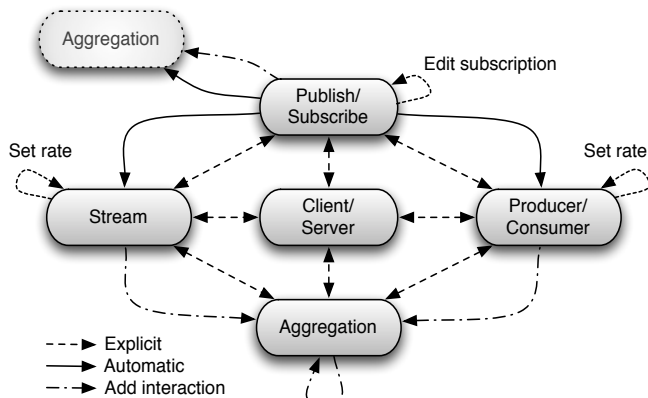 Aggregation
Edit subscription
Publish/
Subscribe
Set rate
Set rate
Stream
Client/
Server
Producer/
Consumer
Aggregation
Explicit
Automatic
Add interaction